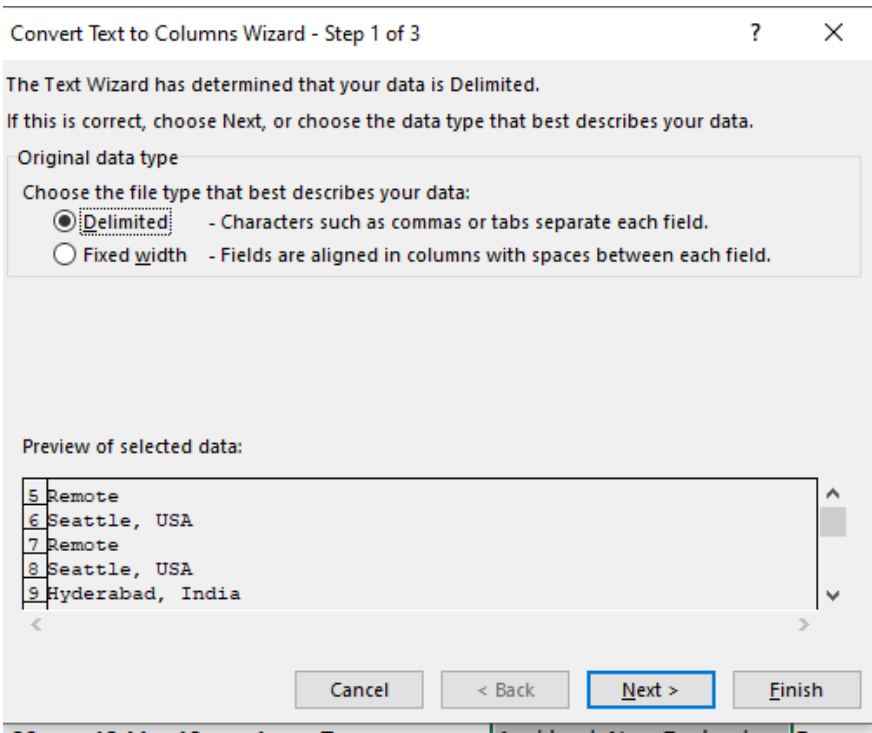 Convert Text to Columns Wizard - Step 1 of 3 ?
The Text Wizard has determined that your data is Delimited.
If this is correct, choose Next, or choose the data type that best describes your data.
Original data type
Choose the file type that best describes your data:
Delimited - Characters such as commas or tabs separate each field.
Fixed width - Fields are aligned in columns with spaces between each field.
Preview of selected data:
5 Remote
6 Seattle, USA
7 Remote
8 Seattle, USA
9 Hyderabad, India
Cancel < Back Next > Finish